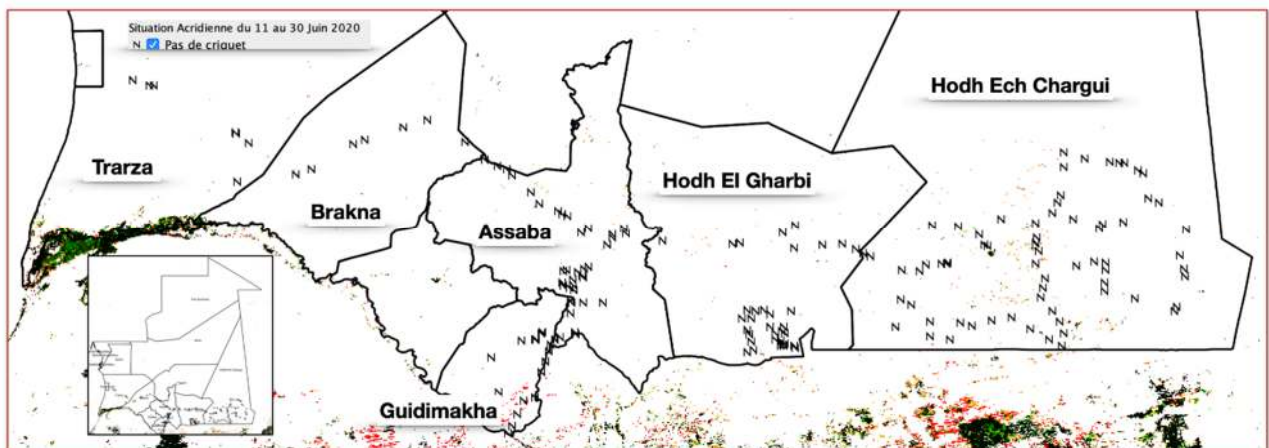 Situation Acridienne du 11 au 30 Juin 2020
N Pas de criquet
Hodh Ech Chargui
Trarza
Hodh El Gharbi
Brakna
Assaba
Guidimakha